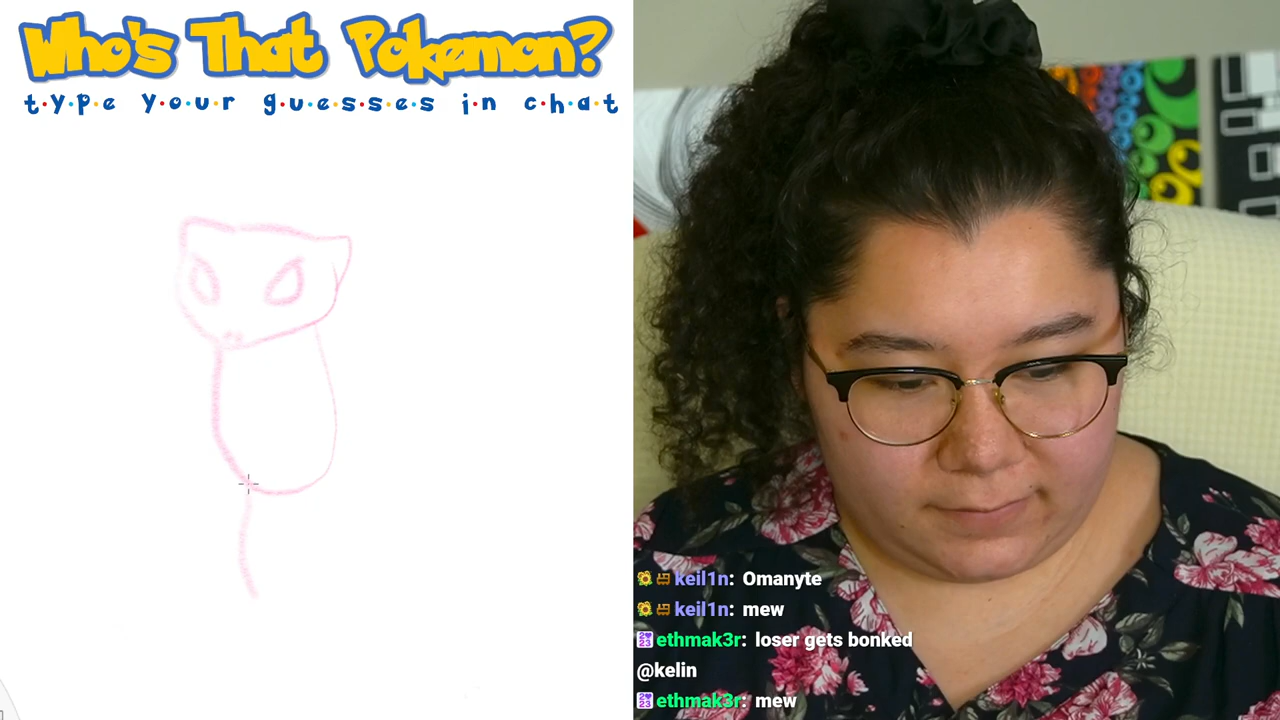 Who's That Pokemon?
type your guesses in chat
keil1n: Omanyte
keil1n: mew
ethmak3r: loser gets bonked
@kelin
ethmak3r: mew